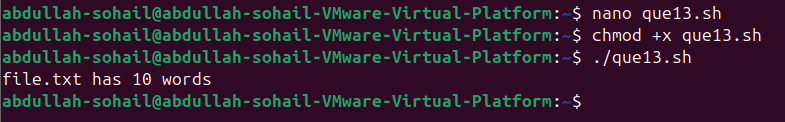 abdullah-sohail@abdullah-sohail-VMware-Virtual-Platform:~$ nano que13.sh
abdullah-sohail@abdullah-sohail-VMware-Virtual-Platform:~$ chmod +x que13.sh
abdullah-sohail@abdullah-sohail-VMware-Virtual-Platform:~$ ./que13.sh
file.txt has 10 words
abdullah-sohail@abdullah-sohail-VMware-Virtual-Platform:~$